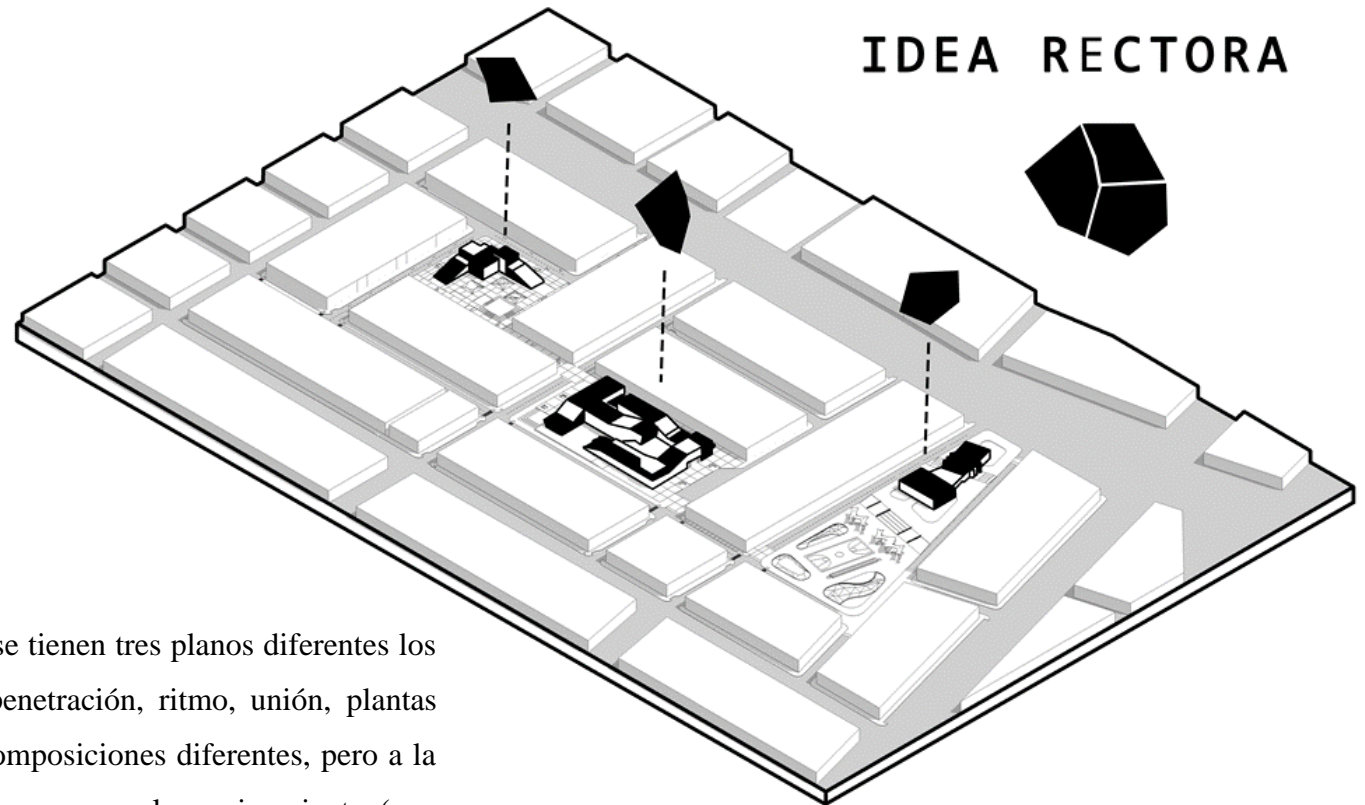 IDEA RECTORA
se tienen tres planos diferentes los
penetración, ritmo, unión, plantas
omposiciones diferentes, pero a la